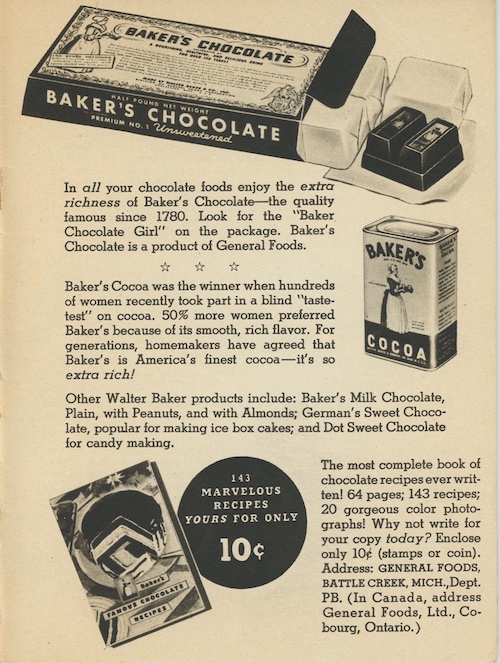 BAKER'S CHOCOLATE
HALF POUND NET WEIGHT
BAKER'S CHOCOLATE
PREMIUM NO. 1 Unsweetened
In all your chocolate foods enjoy the extra
richness of Baker's Chocolate—the quality
famous since 1780. Look for the "Baker
Chocolate Girl" on the package. Baker's
Chocolate is a product of General Foods.
☆ ☆ ☆
Baker's Cocoa was the winner when hundreds
of women recently took part in a blind "taste-
test" on cocoa. 50% more women preferred
Baker's because of its smooth, rich flavor. For
generations, homemakers have agreed that
Baker's is America's finest cocoa—it's so
extra rich!
BAKER'S
COCOA
Other Walter Baker products include: Baker's Milk Chocolate,
Plain, with Peanuts, and with Almonds; German's Sweet Choco-
late, popular for making ice box cakes; and Dot Sweet Chocolate
for candy making.
Baker's
FAMOUS CHOCOLATE
RECIPES
143
MARVELOUS
RECIPES
YOURS FOR ONLY
10¢
The most complete book of
chocolate recipes ever writ-
ten! 64 pages; 143 recipes;
20 gorgeous color photo-
graphs! Why not write for
your copy today? Enclose
only 10¢ (stamps or coin).
Address: GENERAL FOODS,
BATTLE CREEK, MICH., Dept.
PB. (In Canada, address
General Foods, Ltd., Co-
bourg, Ontario.)